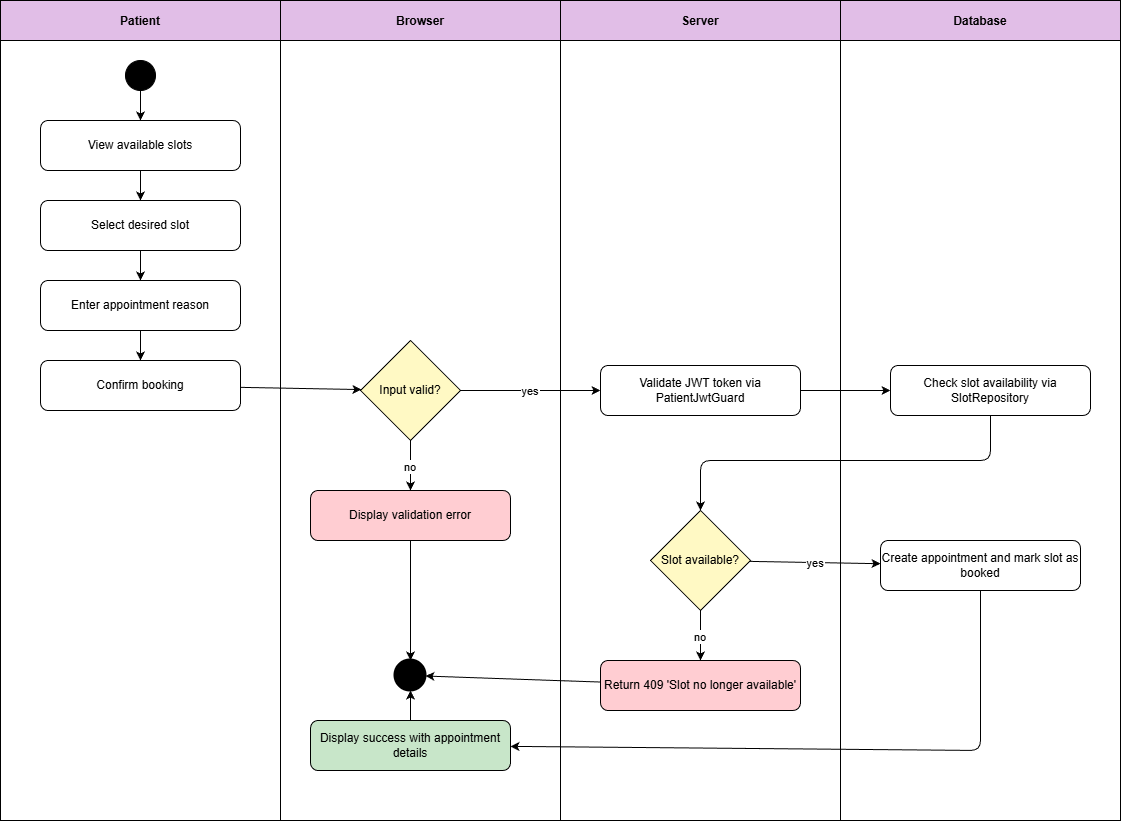 Patient
Browser
Server
Database
View available slots
Select desired slot
Enter appointment reason
Confirm booking
Input valid?
yes
Validate JWT token via
PatientJwtGuard
Check slot availability via
SlotRepository
no
Display validation error
Slot available?
yes
Create appointment and mark slot as
booked
no
Return 409 'Slot no longer available'
Display success with appointment
details